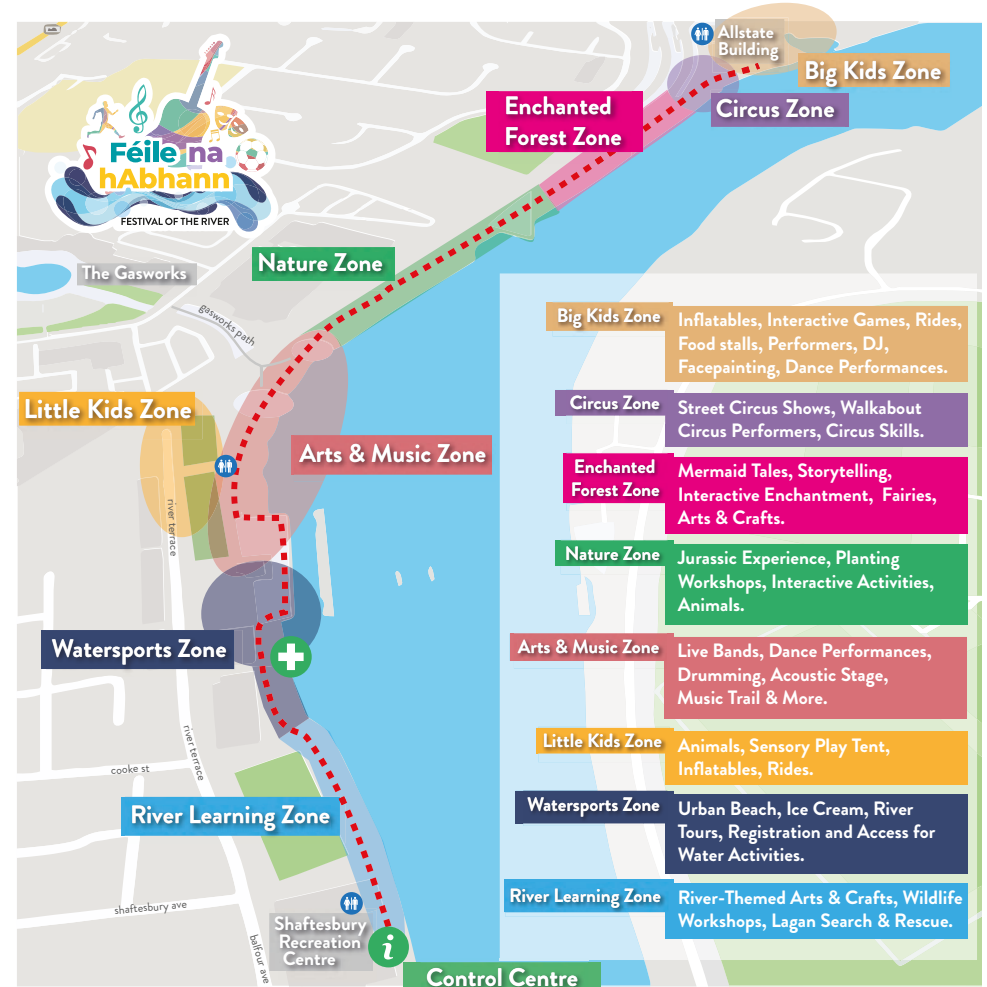 Allstate
Building
Big Kids Zone
Circus Zone
Enchanted
Forest Zone
Féile na
hAbhann
FESTIVAL OF THE RIVER
Nature Zone
The Gasworks
gasworks path
Little Kids Zone
Arts & Music Zone
river terrace
Watersports Zone
river terrace
cooke st
River Learning Zone
shaftesbury ave
balfour ave
Shaftesbury
Recreation
Centre
i
Control Centre
Big Kids Zone
Inflatables, Interactive Games, Rides,
Food stalls, Performers, DJ,
Facepainting, Dance Performances.
Circus Zone
Street Circus Shows, Walkabout
Circus Performers, Circus Skills.
Enchanted
Forest Zone
Mermaid Tales, Storytelling,
Interactive Enchantment, Fairies,
Arts & Crafts.
Nature Zone
Jurassic Experience, Planting
Workshops, Interactive Activities,
Animals.
Arts & Music Zone
Live Bands, Dance Performances,
Drumming, Acoustic Stage,
Music Trail & More.
Little Kids Zone
Animals, Sensory Play Tent,
Inflatables, Rides.
Watersports Zone
Urban Beach, Ice Cream, River
Tours, Registration and Access for
Water Activities.
River Learning Zone
River-Themed Arts & Crafts, Wildlife
Workshops, Lagan Search & Rescue.